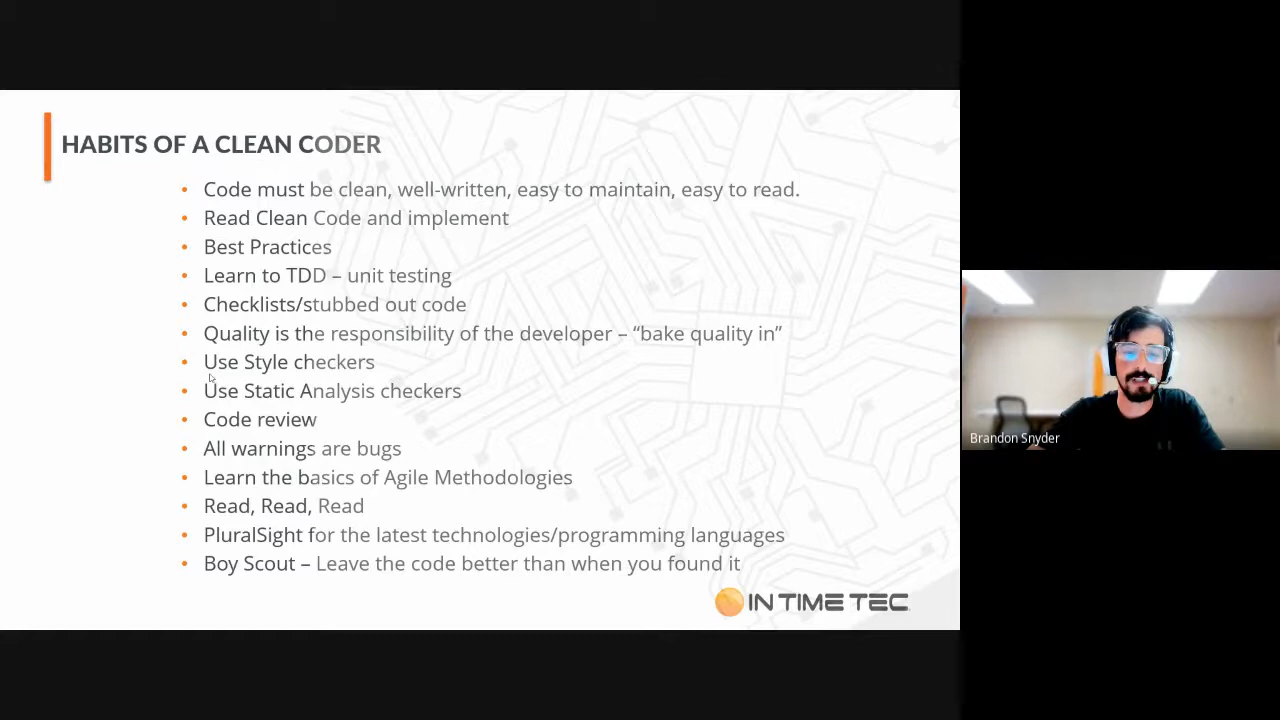 HABITS OF A CLEAN CODER
• Code must be clean, well-written, easy to maintain, easy to read.
• Read Clean Code and implement
• Best Practices
• Learn to TDD – unit testing
• Checklists/stubbed out code
• Quality is the responsibility of the developer – “bake quality in”
• Use Style checkers
• Use Static Analysis checkers
• Code review
• All warnings are bugs
• Learn the basics of Agile Methodologies
• Read, Read, Read
• PluralSight for the latest technologies/programming languages
• Boy Scout – Leave the code better than when you found it
IN TIME TEC
Brandon Snyder